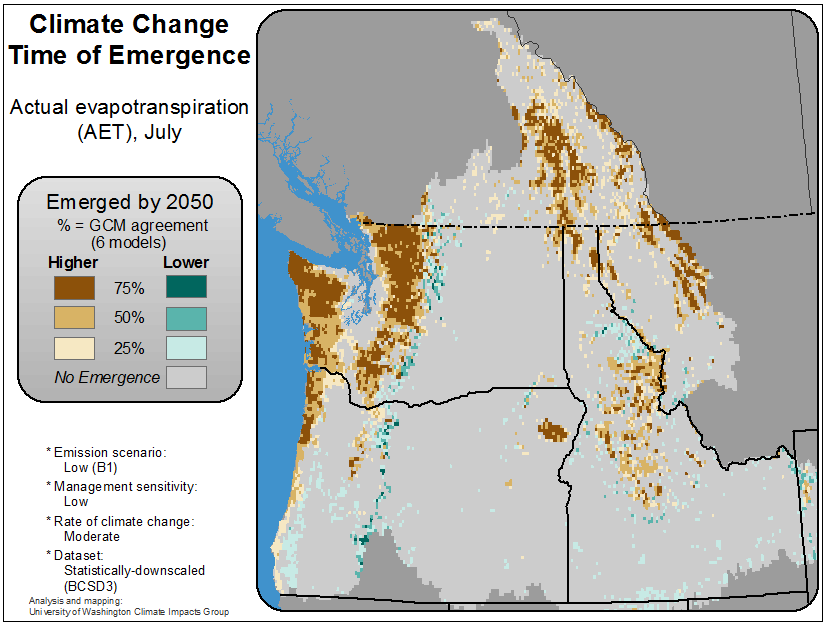 Climate Change
Time of Emergence
Actual evapotranspiration
(AET), July
Emerged by 2050
% = GCM agreement
(6 models)
Higher Lower
75%
50%
25%
No Emergence
* Emission scenario:
Low (B1)
* Management sensitivity:
Low
* Rate of climate change:
Moderate
* Dataset:
Statistically-downscaled
(BCSD3)
Analysis and mapping:
University of Washington Climate Impacts Group